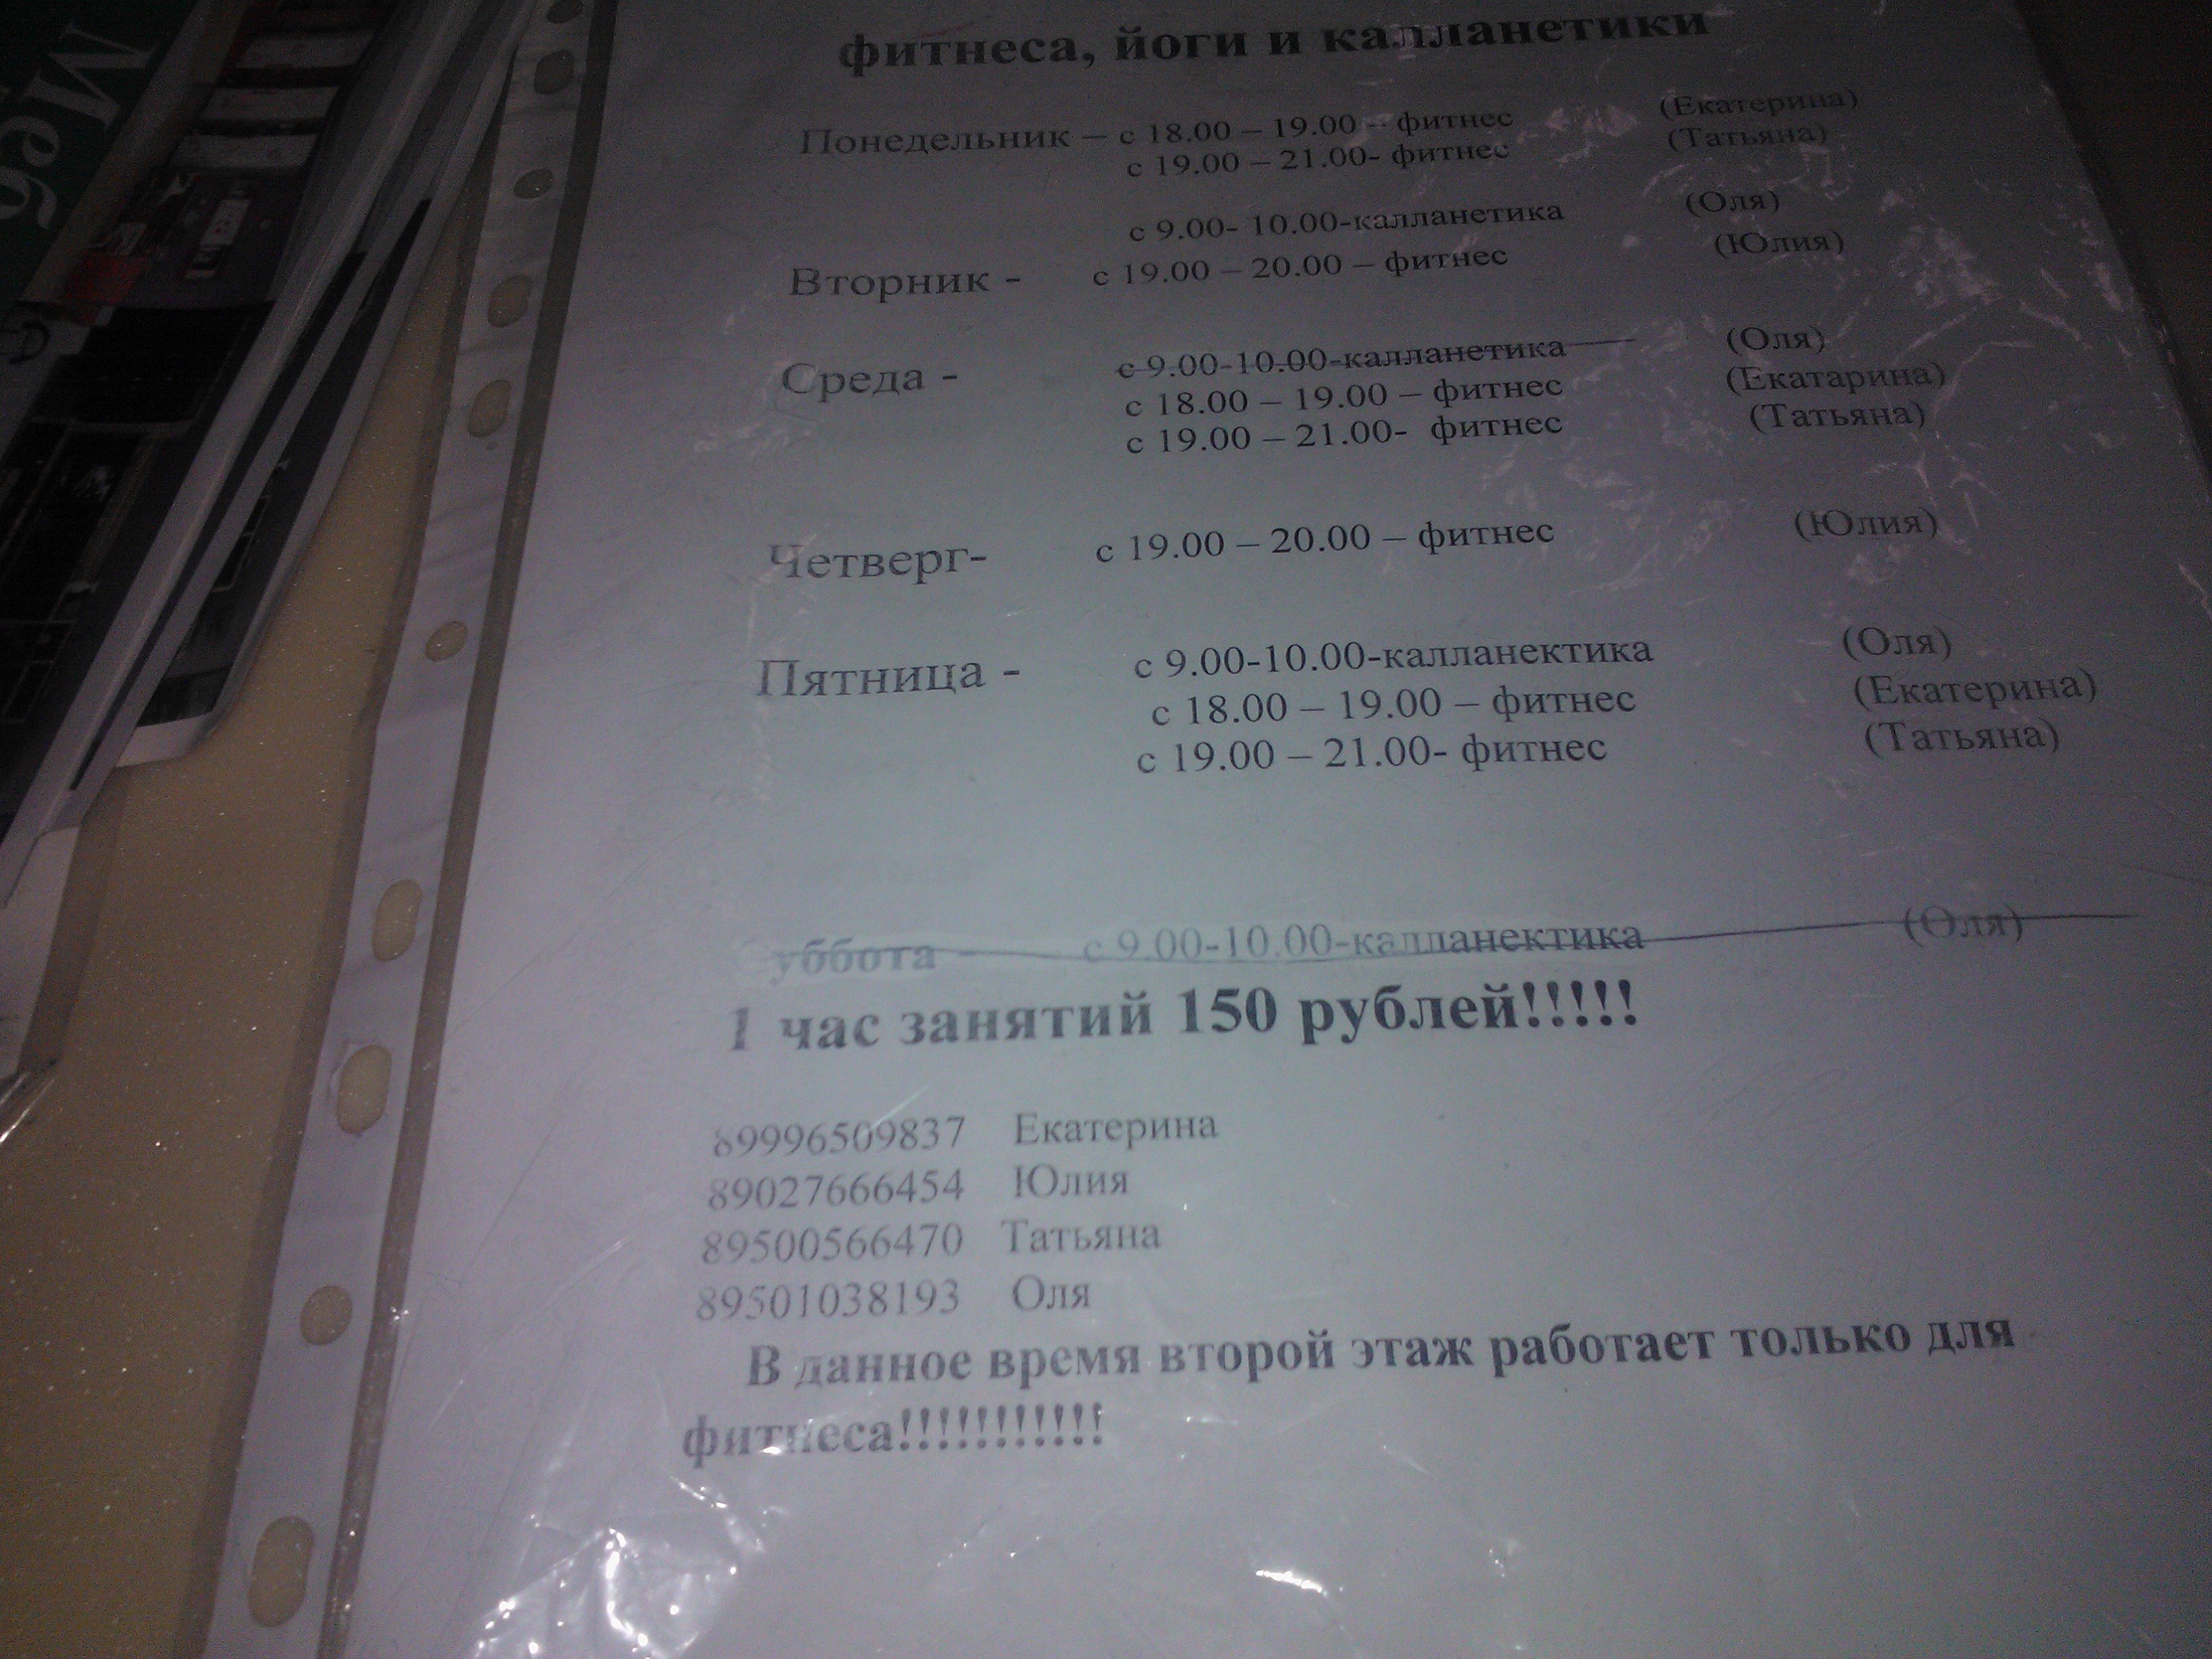 Меб
фитнеса, йоги и калланетики
Понедельник – с 18.00 – 19.00 – фитнес (Екатерина)
с 19.00 – 21.00- фитнес (Татьяна)
с 9.00- 10.00-калланетика (Оля)
Вторник - с 19.00 – 20.00 – фитнес (Юлия)
Среда - с 9.00-10.00-калланетика (Оля)
с 18.00 – 19.00 – фитнес (Екатарина)
с 19.00 – 21.00- фитнес (Татьяна)
Четверг- с 19.00 – 20.00 – фитнес (Юлия)
Пятница - с 9.00-10.00-калланектика (Оля)
с 18.00 – 19.00 – фитнес (Екатерина)
с 19.00 – 21.00- фитнес (Татьяна)
Суббота - с 9.00-10.00-калланектика (Оля)
1 час занятий 150 рублей!!!!!
89996509837 Екатерина
89027666454 Юлия
89500566470 Татьяна
89501038193 Оля
В данное время второй этаж работает только для
фитнеса!!!!!!!!!!!